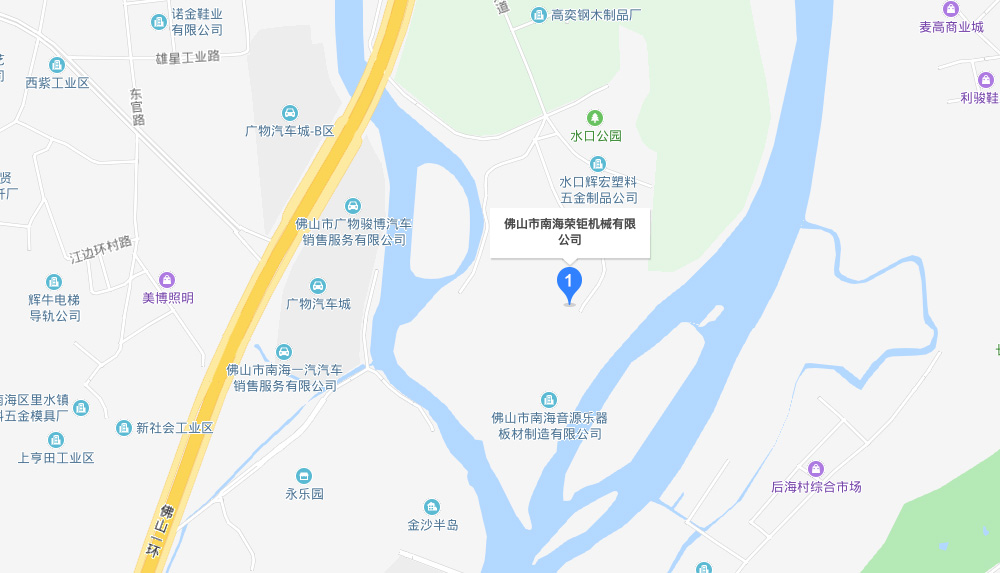 诺金鞋业
有限公司
道
高奕钢木制品厂
麦高商业城
雄星工业路
西紫工业区
东官路
利骏鞋
广物汽车城-B区
水口公园
贤
水口辉宏塑料
五金制品公司
佛山市广物骏博汽车
销售服务有限公司
佛山市南海荣钜机械有限
公司
江边环村路
1
辉牛电梯
导轨公司
美博照明
广物汽车城
佛山市南海一汽汽车
销售服务有限公司
南海区里水镇
料五金模具厂
新社会工业区
佛山市南海音源乐器
板材制造有限公司
上亨田工业区
后海村综合市场
永乐园
金沙半岛
佛山一环